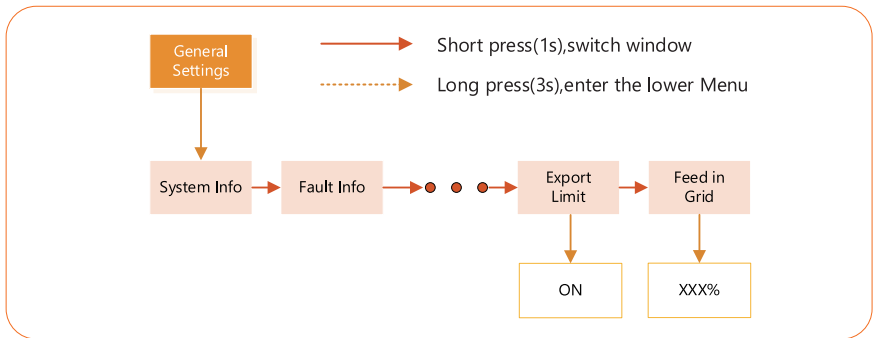 General
Settings
Short press(1s),switch window
Long press(3s),enter the lower Menu
System Info
Fault Info
Export
Limit
Feed in
Grid
ON
XXX%